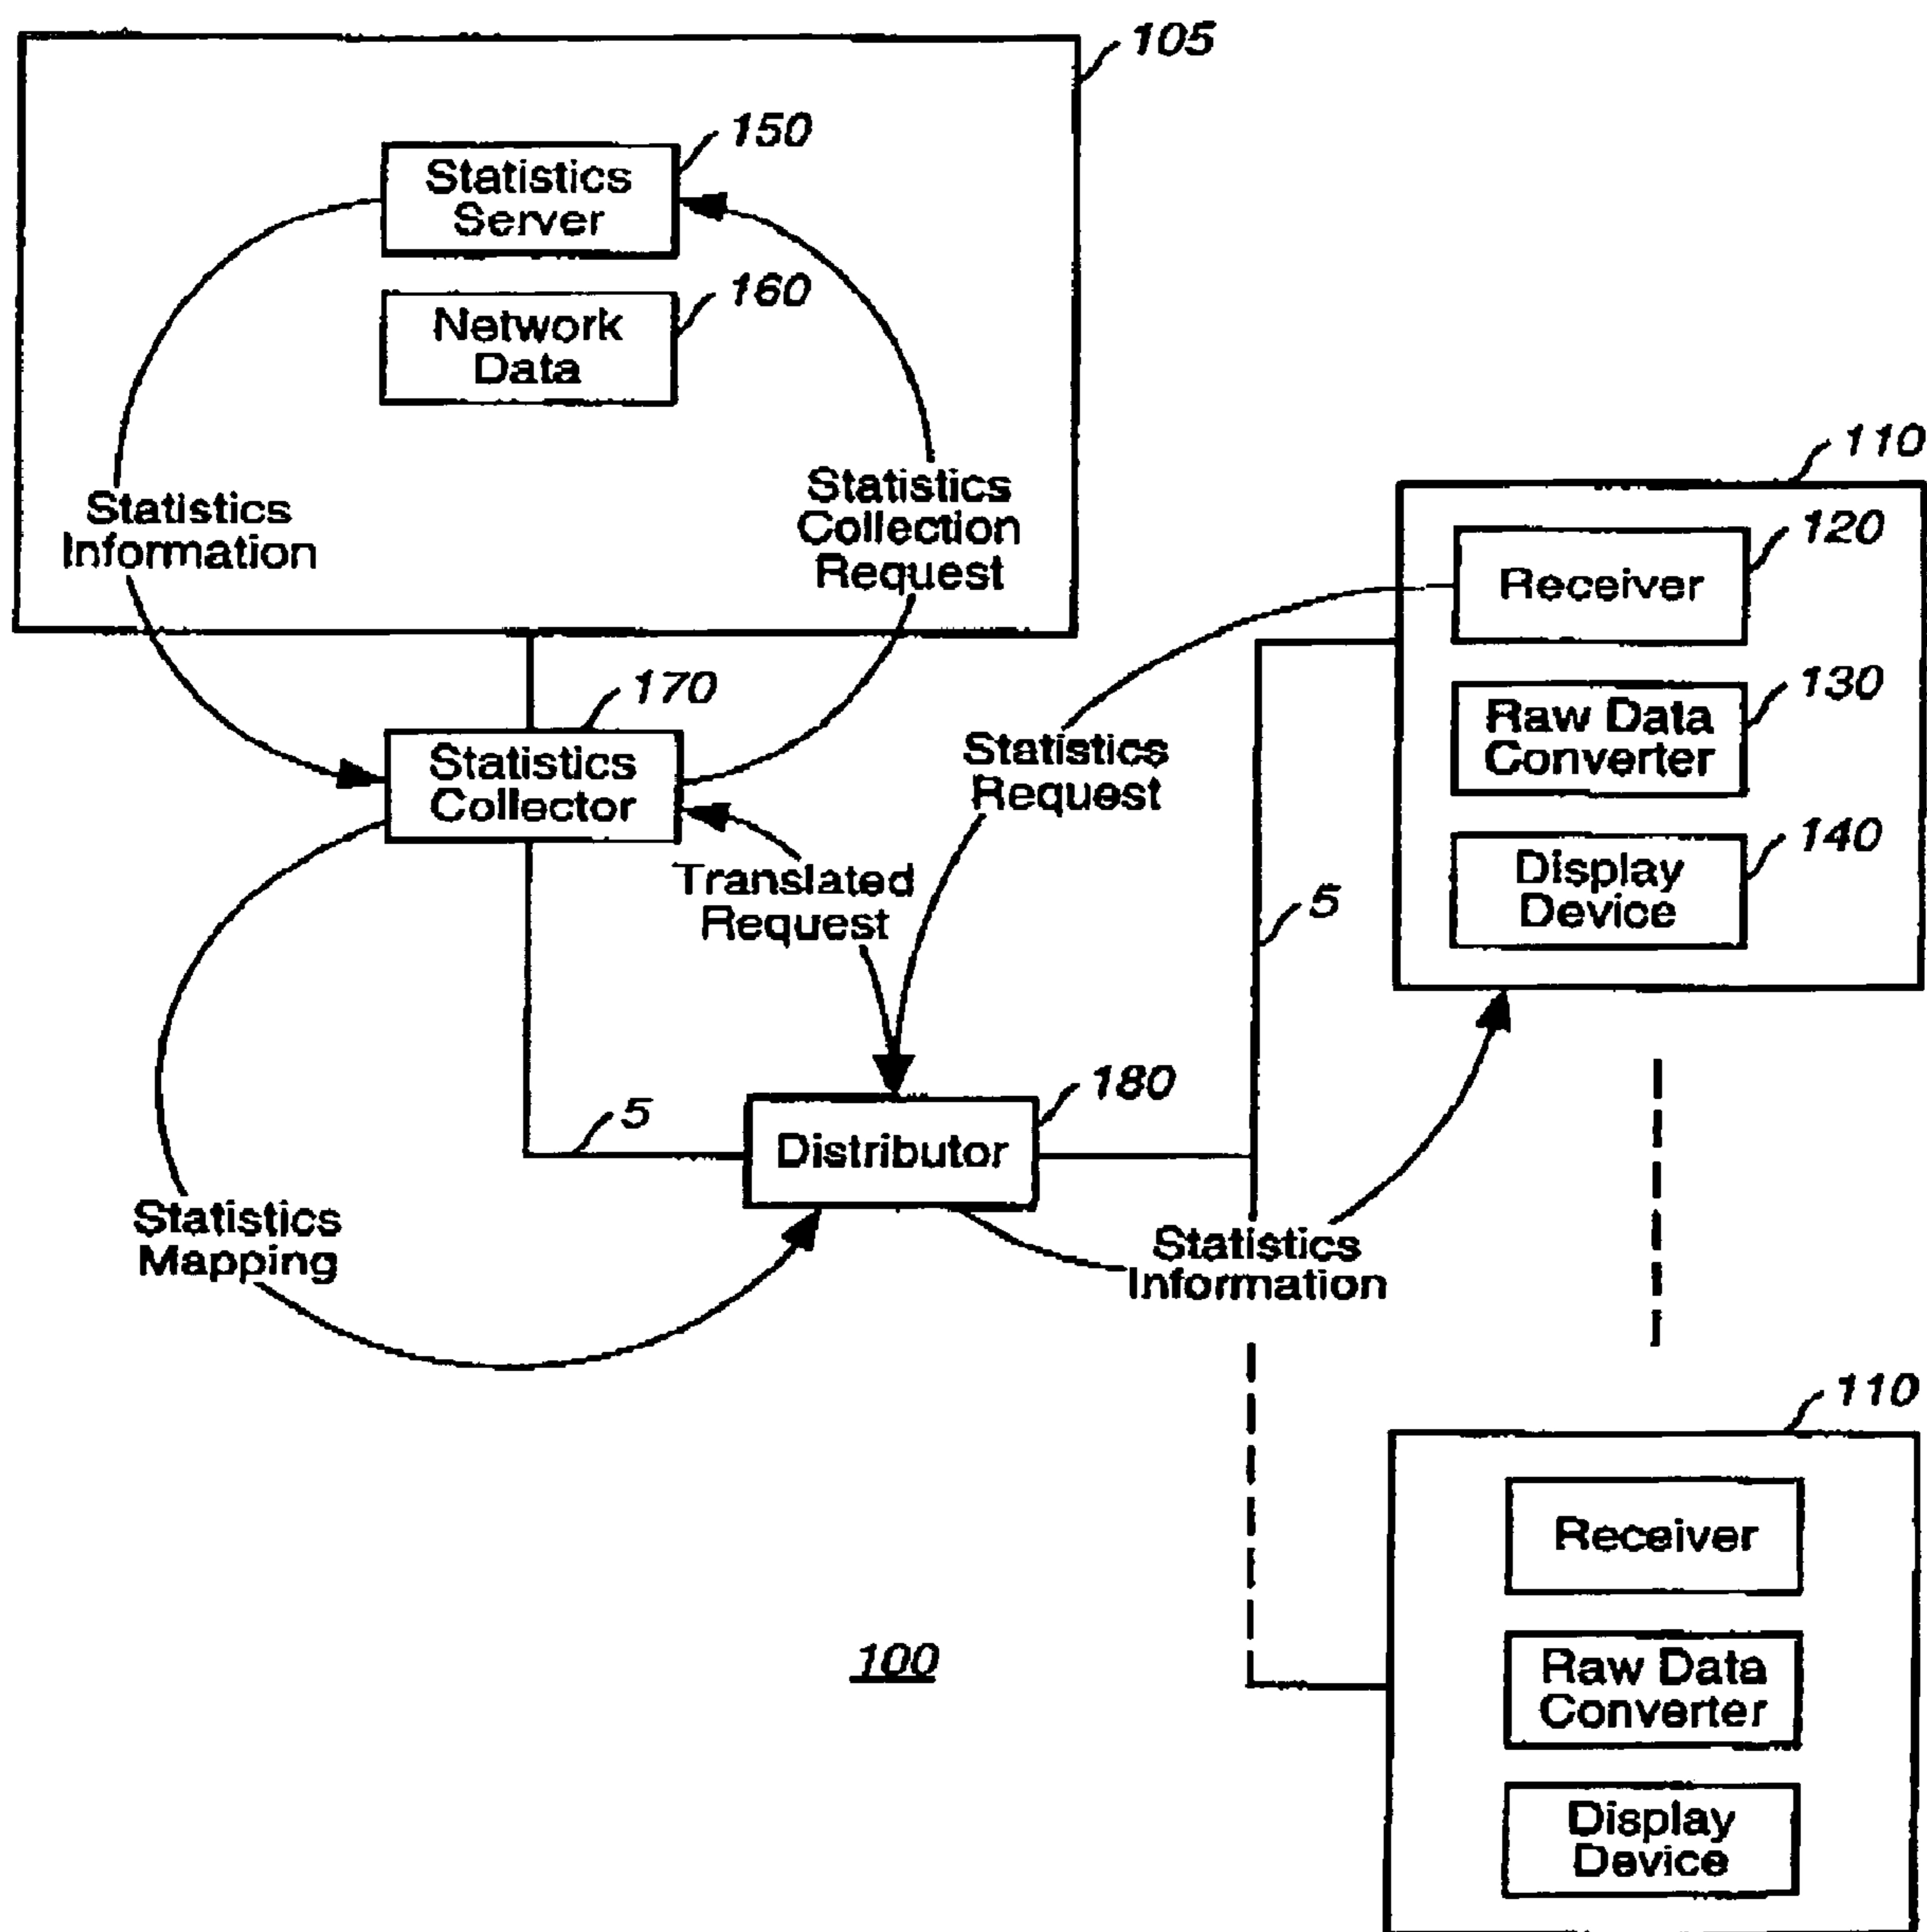 105
150
Statistics
Server
160
Network
Data
Statistics
Information
Statistics
Collection
Request
110
120
Receiver
130
Raw Data
Converter
140
Display
Device
170
Statistics
Collector
Statistics
Request
Translated
Request
5
5
180
Distributor
Statistics
Mapping
Statistics
Information
100
110
Receiver
Raw Data
Converter
Display
Device